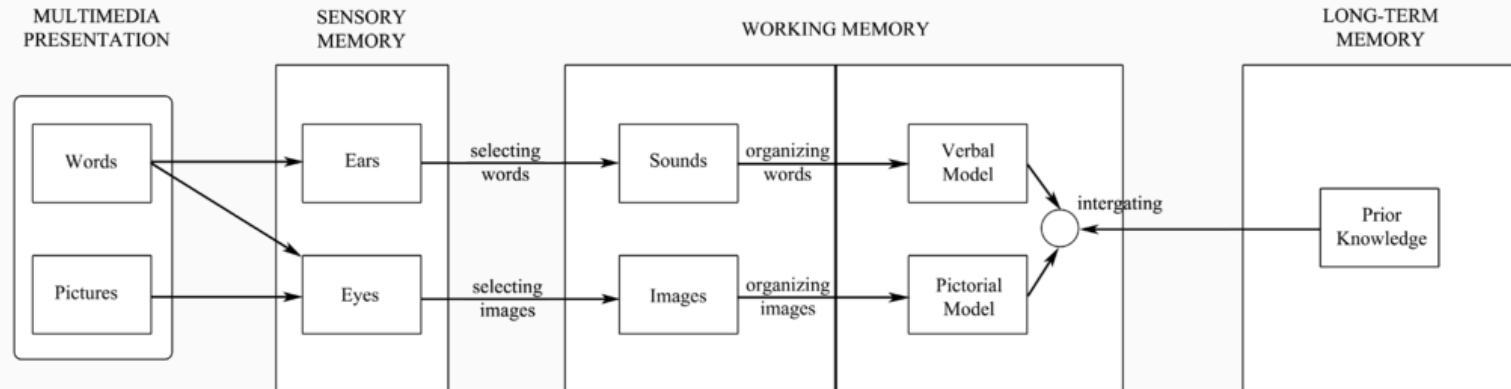 MULTIMEDIA
PRESENTATION
SENSORY
MEMORY
WORKING MEMORY
LONG-TERM
MEMORY
Words
Ears
selecting
words
Sounds
organizing
words
Verbal
Model
intergating
Prior
Knowledge
Pictures
Eyes
selecting
images
Images
organizing
images
Pictorial
Model